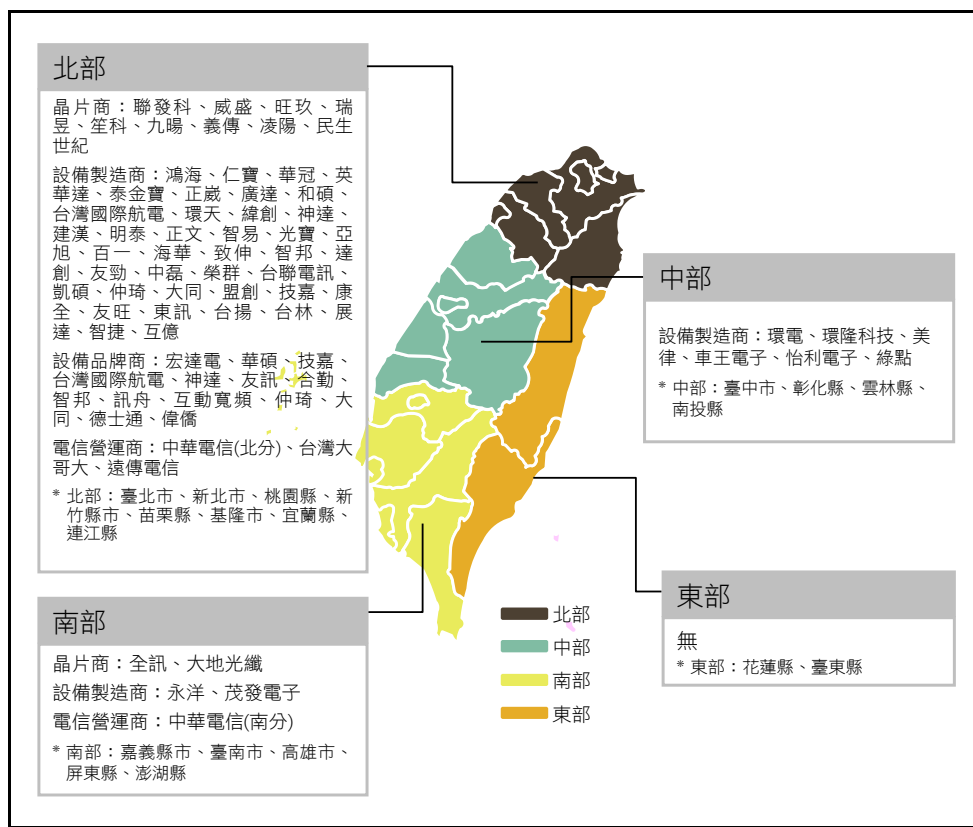 北部
晶片商：聯發科、威盛、旺玖、瑞
昱、笙科、九暘、義傳、凌陽、民生
世紀
設備製造商：鴻海、仁寶、華冠、英
華達、泰金寶、正崴、廣達、和碩、
台灣國際航電、環天、緯創、神達、
建漢、明泰、正文、智易、光寶、亞
旭、百一、海華、致伸、智邦、達
創、友勁、中磊、榮群、台聯電訊、
凱碩、仲琦、大同、盟創、技嘉、康
全、友旺、東訊、台揚、台林、展
達、智捷、互億
設備品牌商：宏達電、華碩、技嘉、
台灣國際航電、神達、友訊、合勤、
智邦、訊舟、互動寬頻、仲琦、大
同、德士通、偉僑
電信營運商：中華電信(北分)、台灣大
哥大、遠傳電信
* 北部：臺北市、新北市、桃園縣、新
竹縣市、苗栗縣、基隆市、宜蘭縣、
連江縣
中部
設備製造商：環電、環隆科技、美
律、車王電子、怡利電子、綠點
* 中部：臺中市、彰化縣、雲林縣、
南投縣
南部
晶片商：全訊、大地光纖
設備製造商：永洋、茂發電子
電信營運商：中華電信(南分)
* 南部：嘉義縣市、臺南市、高雄市、
屏東縣、澎湖縣
北部
中部
南部
東部
東部
無
* 東部：花蓮縣、臺東縣